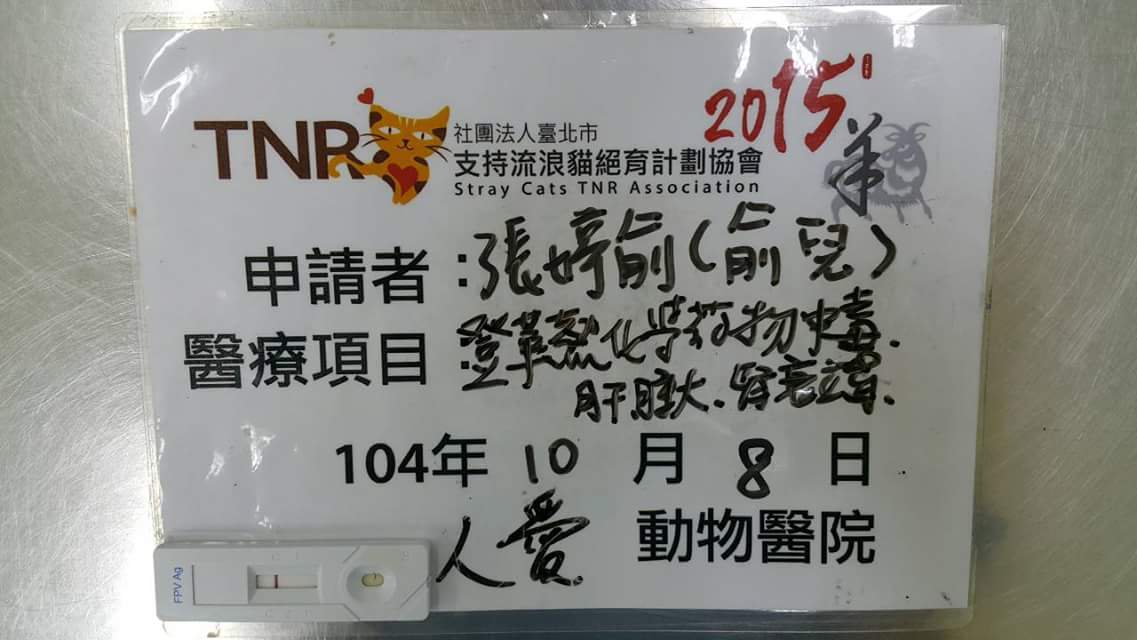 2015
羊
TNR
社團法人臺北市
支持流浪貓絕育計劃協會
Stray Cats TNR Association
申請者：張婷俞(俞兒)
醫療項目：登革熱化學藥物中毒.
肝腫大.腎衰竭.
104年 10 月 8 日
人愛 動物醫院
FPV Ag
C T
S